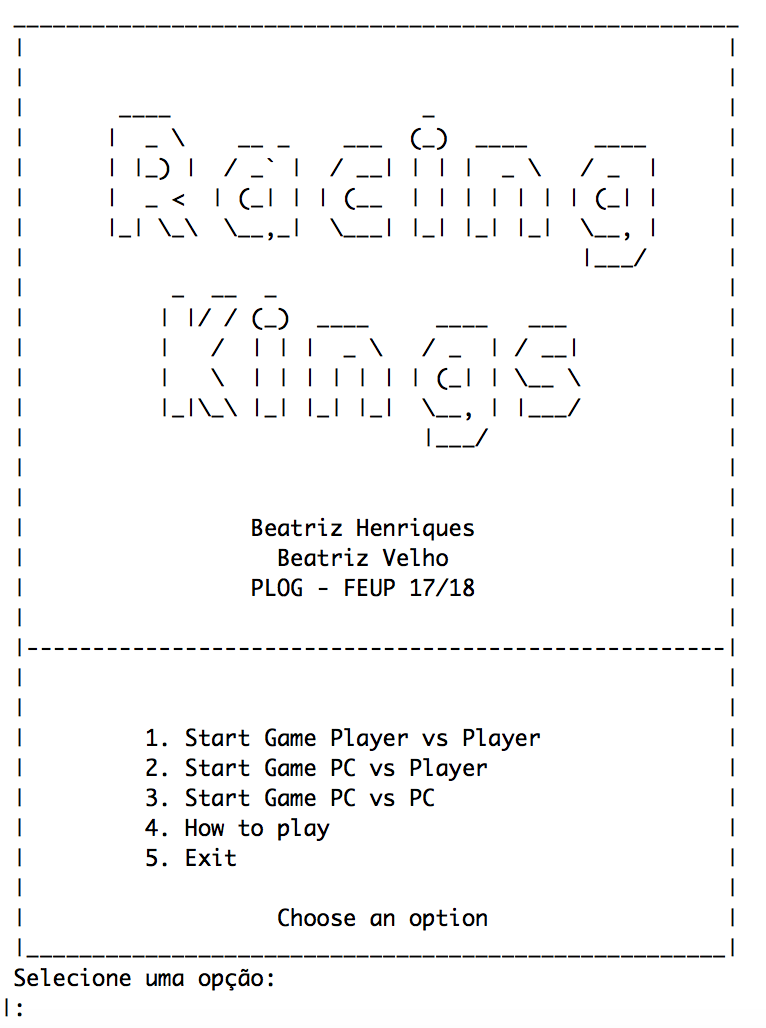 Racing
Kings
Beatriz Henriques
Beatriz Velho
PLOG - FEUP 17/18
1. Start Game Player vs Player
2. Start Game PC vs Player
3. Start Game PC vs PC
4. How to play
5. Exit
Choose an option
Selecione uma opção:
|: